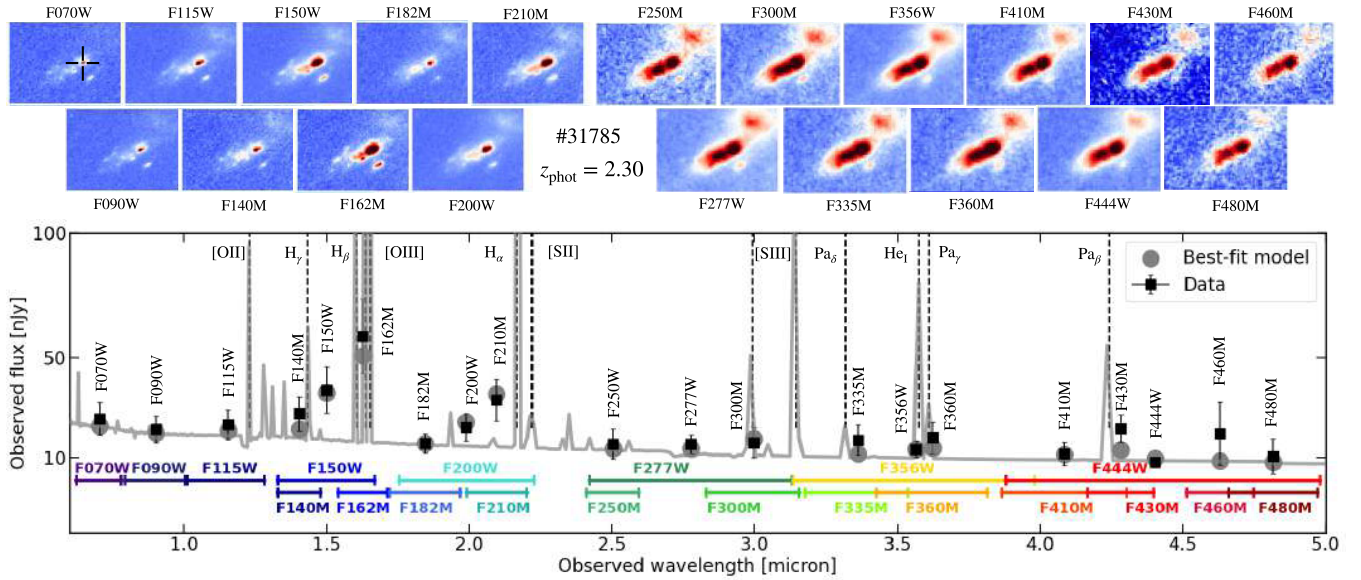 F070W F115W F150W F182M F210M F250M F300M F356W F410M F430M F460M
#31785
z_phot = 2.30
F090W F140M F162M F200W F277W F335M F360M F444W F480M
100
50
10
Observed flux [nJy]
[OII] Hγ Hβ [OIII] Hα [SII] [SIII] Paδ HeI Paγ Paβ
Best-fit model
Data
F070W F090W F115W F140M F150W F162M F182M F200W F210M F250W F277W F300M F335M F356W F360M F410M F430M F444W F460M F480M
F070W F090W F115W F150W F200W F277W F356W F444W
F140M F162M F182M F210M F250M F300M F335M F360M F410M F430M F460M F480M
1.0 1.5 2.0 2.5 3.0 3.5 4.0 4.5 5.0
Observed wavelength [micron]